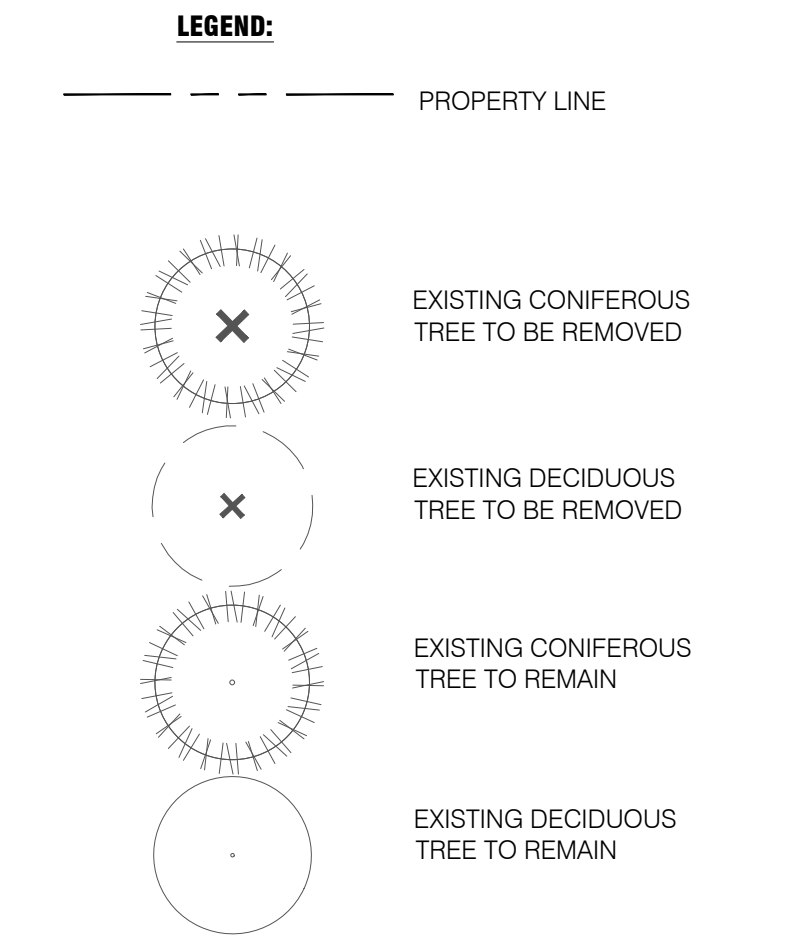 LEGEND:
PROPERTY LINE
EXISTING CONIFEROUS
TREE TO BE REMOVED
EXISTING DECIDUOUS
TREE TO BE REMOVED
EXISTING CONIFEROUS
TREE TO REMAIN
EXISTING DECIDUOUS
TREE TO REMAIN